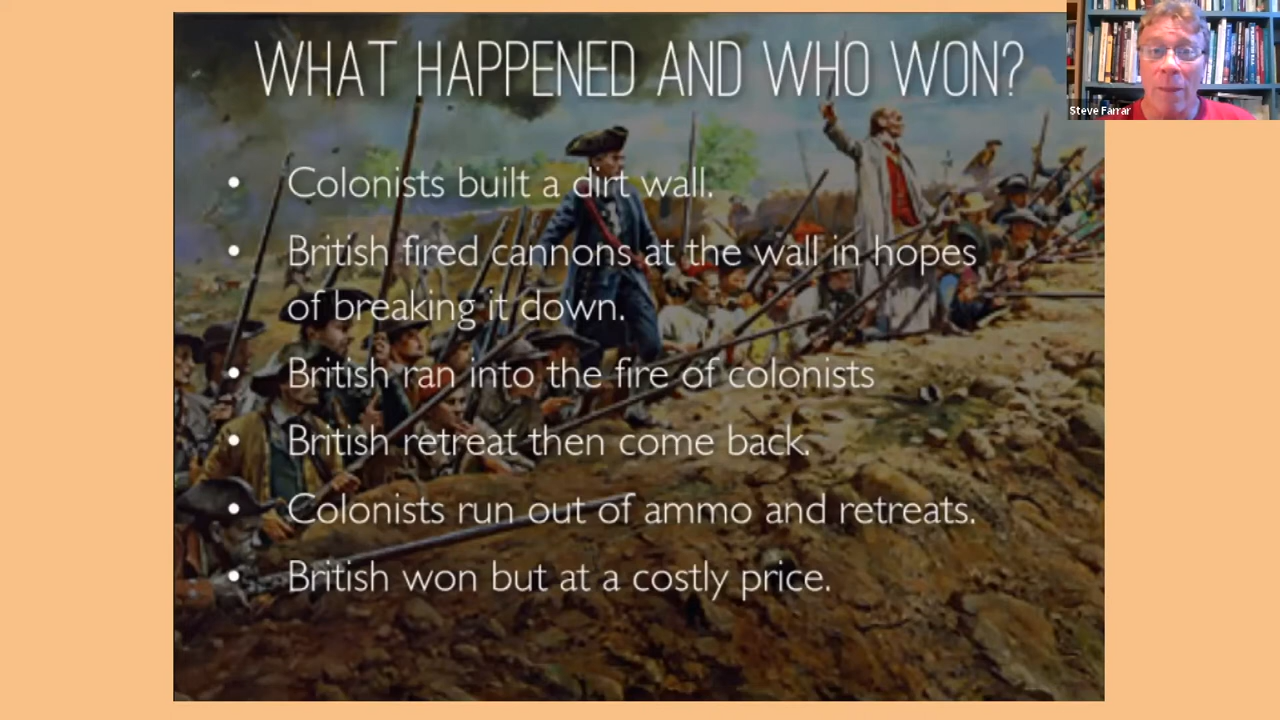 WHAT HAPPENED AND WHO WON?
Steve Farrar
• Colonists built a dirt wall.
• British fired cannons at the wall in hopes
of breaking it down.
• British ran into the fire of colonists
• British retreat then come back.
• Colonists run out of ammo and retreats.
• British won but at a costly price.